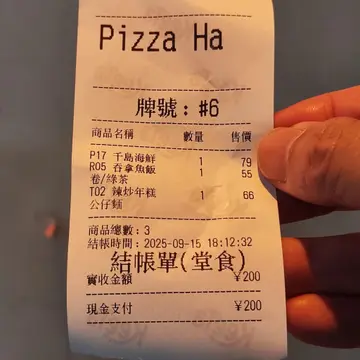 Pizza Ha
牌號：#6
商品名稱 數量 售價
P17 千島海鮮 1 79
R05 吞拿魚飯 1 55
卷/綠茶
T02 辣炒年糕 1 66
公仔麵
商品總數：3
結帳時間：2025-09-15 18:12:32
結帳單(堂食)
實收金額 ¥200
現金支付 ¥200